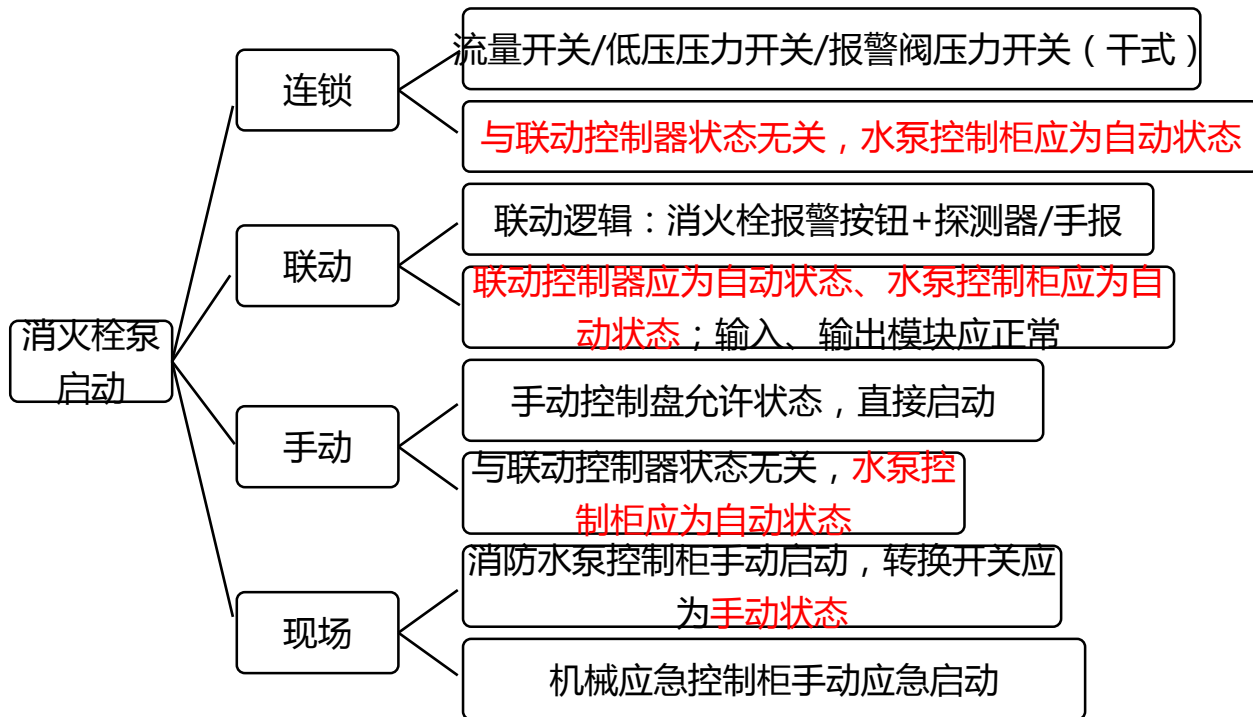 连锁
流量开关/低压压力开关/报警阀压力开关（干式）
与联动控制器状态无关，水泵控制柜应为自动状态
联动
联动逻辑：消火栓报警按钮+探测器/手报
联动控制器应为自动状态、水泵控制柜应为自
动状态；输入、输出模块应正常
消火栓泵
启动
手动
手动控制盘允许状态，直接启动
与联动控制器状态无关，水泵控
制柜应为自动状态
现场
消防水泵控制柜手动启动，转换开关应
为手动状态
机械应急控制柜手动应急启动